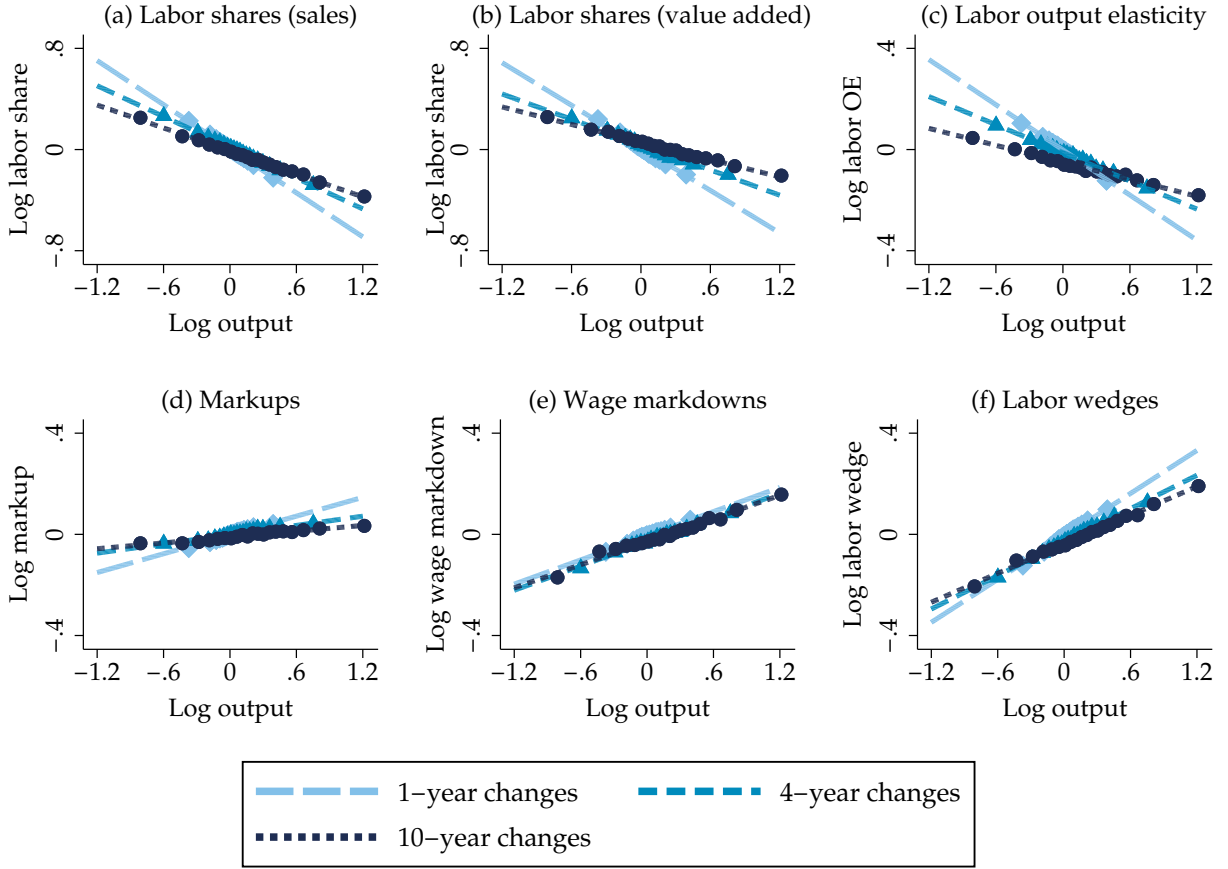 (a) Labor shares (sales)
Log labor share
.8
0
−.8
−1.2 −.6 0 .6 1.2
Log output
(b) Labor shares (value added)
Log labor share
.8
0
−.8
−1.2 −.6 0 .6 1.2
Log output
(c) Labor output elasticity
Log labor OE
.4
0
−.4
−1.2 −.6 0 .6 1.2
Log output
(d) Markups
Log markup
.4
0
−.4
−1.2 −.6 0 .6 1.2
Log output
(e) Wage markdowns
Log wage markdown
.4
0
−.4
−1.2 −.6 0 .6 1.2
Log output
(f) Labor wedges
Log labor wedge
.4
0
−.4
−1.2 −.6 0 .6 1.2
Log output
1−year changes
4−year changes
10−year changes